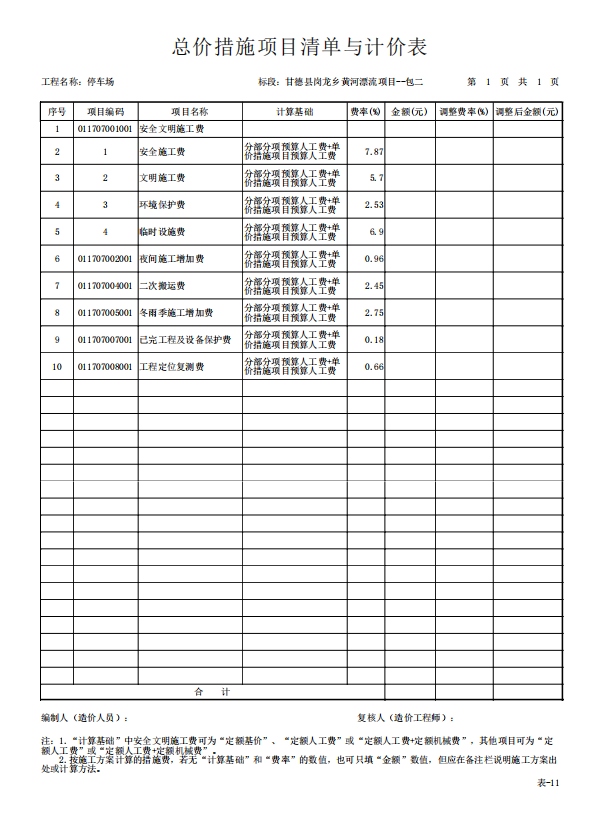 总价措施项目清单与计价表
工程名称：停车场 标段：甘德县岗龙乡黄河漂流项目--包二 第 1 页 共 1 页
序号 项目编码 项目名称 计算基础 费率(%) 金额(元) 调整费率(%) 调整后金额(元)
1 011707001001 安全文明施工费
2 1 安全施工费 分部分项预算人工费+单
价措施项目预算人工费 7.87
3 2 文明施工费 分部分项预算人工费+单
价措施项目预算人工费 5.7
4 3 环境保护费 分部分项预算人工费+单
价措施项目预算人工费 2.53
5 4 临时设施费 分部分项预算人工费+单
价措施项目预算人工费 6.9
6 011707002001 夜间施工增加费 分部分项预算人工费+单
价措施项目预算人工费 0.96
7 011707004001 二次搬运费 分部分项预算人工费+单
价措施项目预算人工费 2.45
8 011707005001 冬雨季施工增加费 分部分项预算人工费+单
价措施项目预算人工费 2.75
9 011707007001 已完工程及设备保护费 分部分项预算人工费+单
价措施项目预算人工费 0.18
10 011707008001 工程定位复测费 分部分项预算人工费+单
价措施项目预算人工费 0.66
合 计
编制人（造价人员）： 复核人（造价工程师）：
注：1.“计算基础”中安全文明施工费可为“定额基价”、“定额人工费”或“定额人工费+定额机械费”，其他项目可为“定
额人工费”或“定额人工费+定额机械费”。
2.按施工方案计算的措施费，若无“计算基础”和“费率”的数值，也可只填“金额”数值，但应在备注栏说明施工方案出
处或计算方法。
表-11